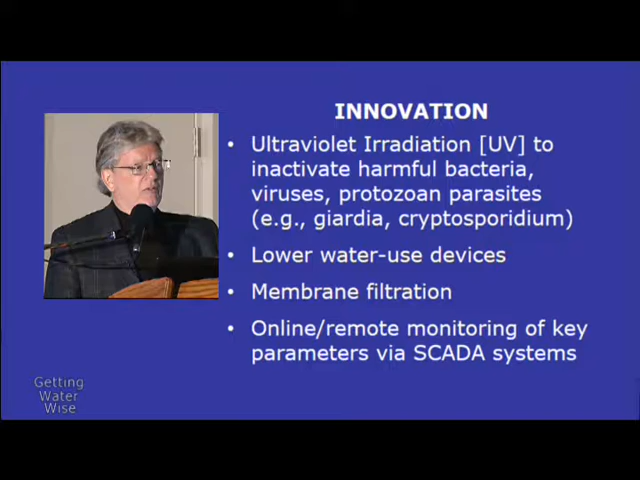 INNOVATION
• Ultraviolet Irradiation [UV] to
inactivate harmful bacteria,
viruses, protozoan parasites
(e.g., giardia, cryptosporidium)
• Lower water-use devices
• Membrane filtration
• Online/remote monitoring of key
parameters via SCADA systems
Getting
Water
Wise